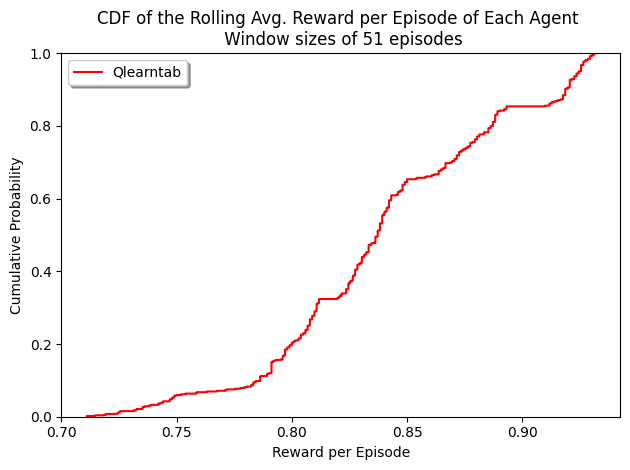 CDF of the Rolling Avg. Reward per Episode of Each Agent
Window sizes of 51 episodes
Qlearntab
1.0
0.8
0.6
0.4
0.2
0.0
Cumulative Probability
0.70
0.75
0.80
0.85
0.90
Reward per Episode